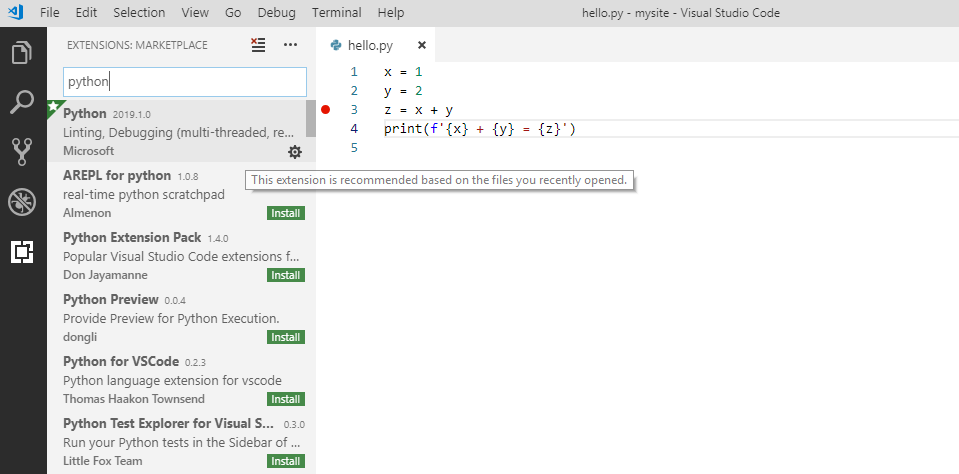 File Edit Selection View Go Debug Terminal Help hello.py - mysite - Visual Studio Code
EXTENSIONS: MARKETPLACE
python
Python 2019.1.0
Linting, Debugging (multi-threaded, re...
Microsoft
AREPL for python 1.0.8
real-time python scratchpad
Almenon Install
Python Extension Pack 1.4.0
Popular Visual Studio Code extensions f...
Don Jayamanne Install
Python Preview 0.0.4
Provide Preview for Python Execution.
dongli Install
Python for VSCode 0.2.3
Python language extension for vscode
Thomas Haakon Townsend Install
Python Test Explorer for Visual S... 0.3.0
Run your Python tests in the Sidebar of ...
Little Fox Team Install
hello.py
1 x = 1
2 y = 2
3 z = x + y
4 print(f'{x} + {y} = {z}')
5
This extension is recommended based on the files you recently opened.